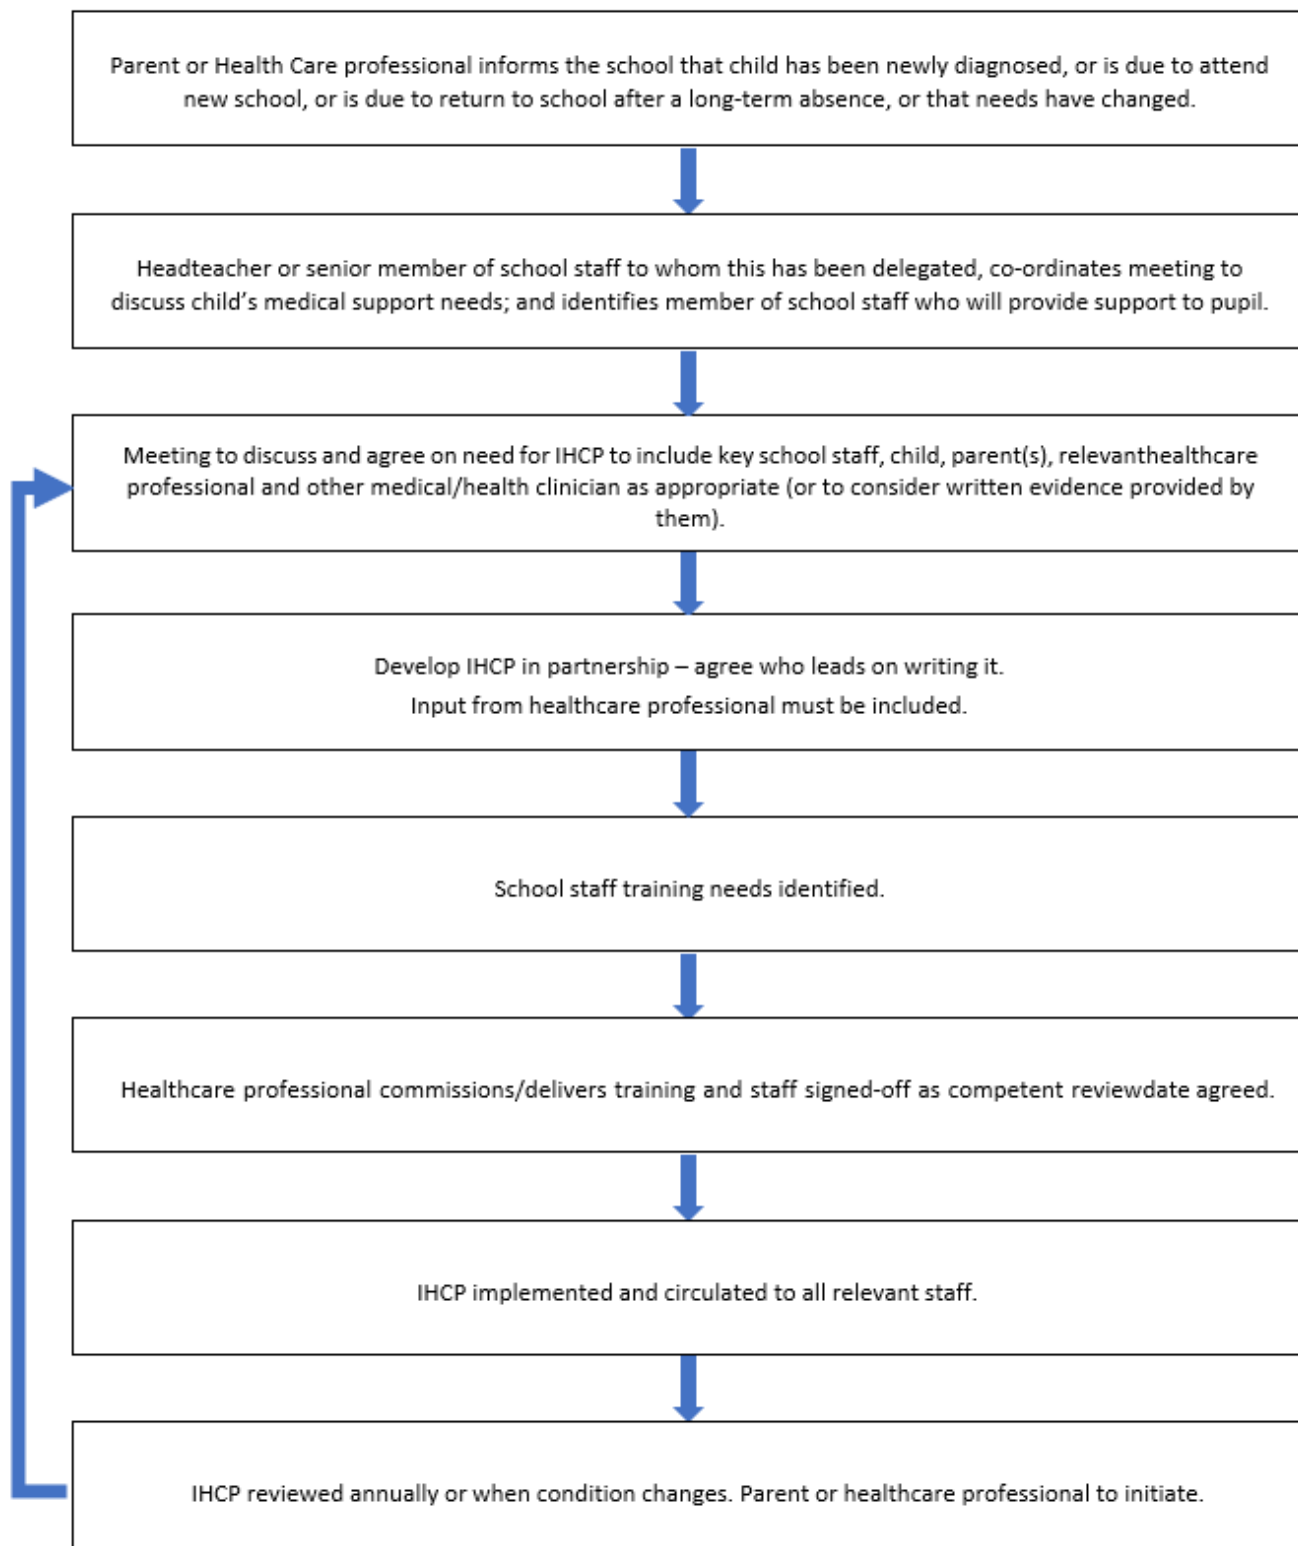 Parent or Health Care professional informs the school that child has been newly diagnosed, or is due to attend
new school, or is due to return to school after a long-term absence, or that needs have changed.
Headteacher or senior member of school staff to whom this has been delegated, co-ordinates meeting to
discuss child’s medical support needs; and identifies member of school staff who will provide support to pupil.
Meeting to discuss and agree on need for IHCP to include key school staff, child, parent(s), relevanthealthcare
professional and other medical/health clinician as appropriate (or to consider written evidence provided by
them).
Develop IHCP in partnership – agree who leads on writing it.
Input from healthcare professional must be included.
School staff training needs identified.
Healthcare professional commissions/delivers training and staff signed-off as competent reviewdate agreed.
IHCP implemented and circulated to all relevant staff.
IHCP reviewed annually or when condition changes. Parent or healthcare professional to initiate.